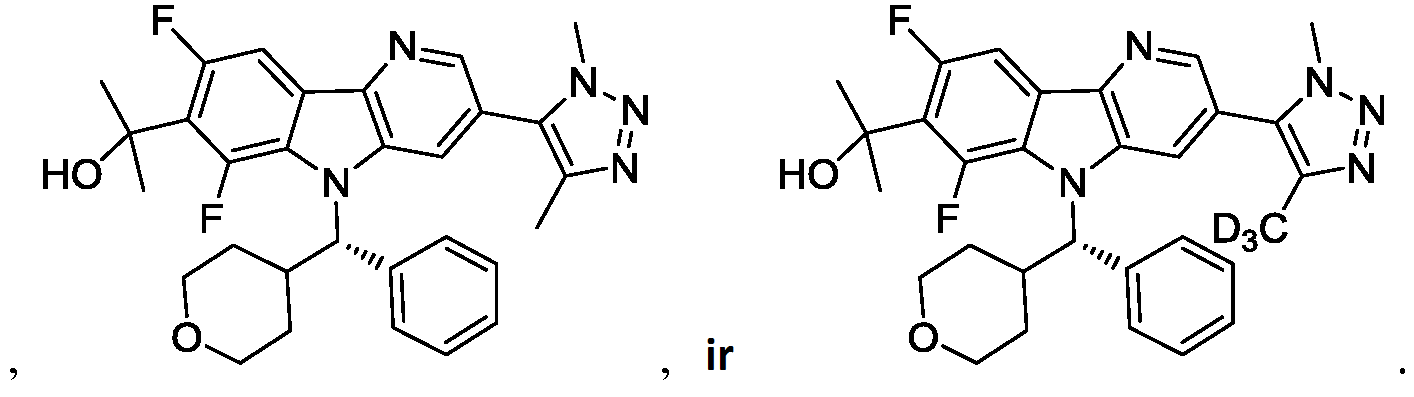 F N N N F N
HO N N HO N N
F N F N
D3C
O O
, , ir .